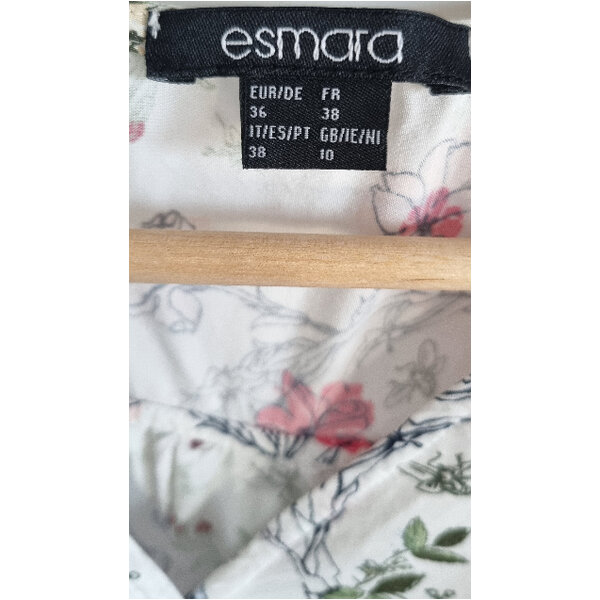 esmara
EUR/DE FR
36 38
IT/ES/PT GB/IE/NI
38 10